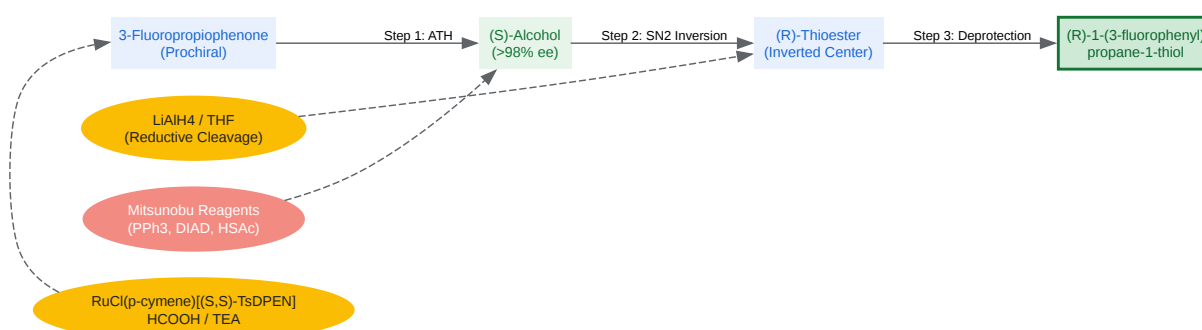 3-Fluoropropiophenone
(Prochiral)
Step 1: ATH
(S)-Alcohol
(>98% ee)
Step 2: SN2 Inversion
(R)-Thioester
(Inverted Center)
Step 3: Deprotection
(R)-1-(3-fluorophenyl)
propane-1-thiol
LiAlH4 / THF
(Reductive Cleavage)
Mitsunobu Reagents
(PPh3, DIAD, HSAc)
RuCl(p-cymene)[(S,S)-TsDPEN]
HCOOH / TEA